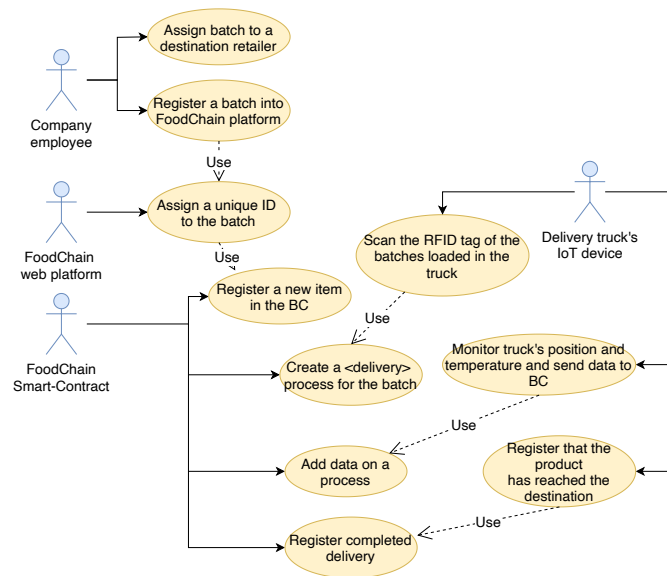 Assign batch to a
destination retailer
Register a batch into
FoodChain platform
Company
employee
Use
Assign a unique ID
to the batch
FoodChain
web platform
Use
Scan the RFID tag of the
batches loaded in the
truck
Delivery truck's
IoT device
Register a new item
in the BC
Use
FoodChain
Smart-Contract
Create a <delivery>
process for the batch
Monitor truck's position and
temperature and send data to
BC
Use
Add data on a
process
Register that the
product
has reached the
destination
Use
Register completed
delivery